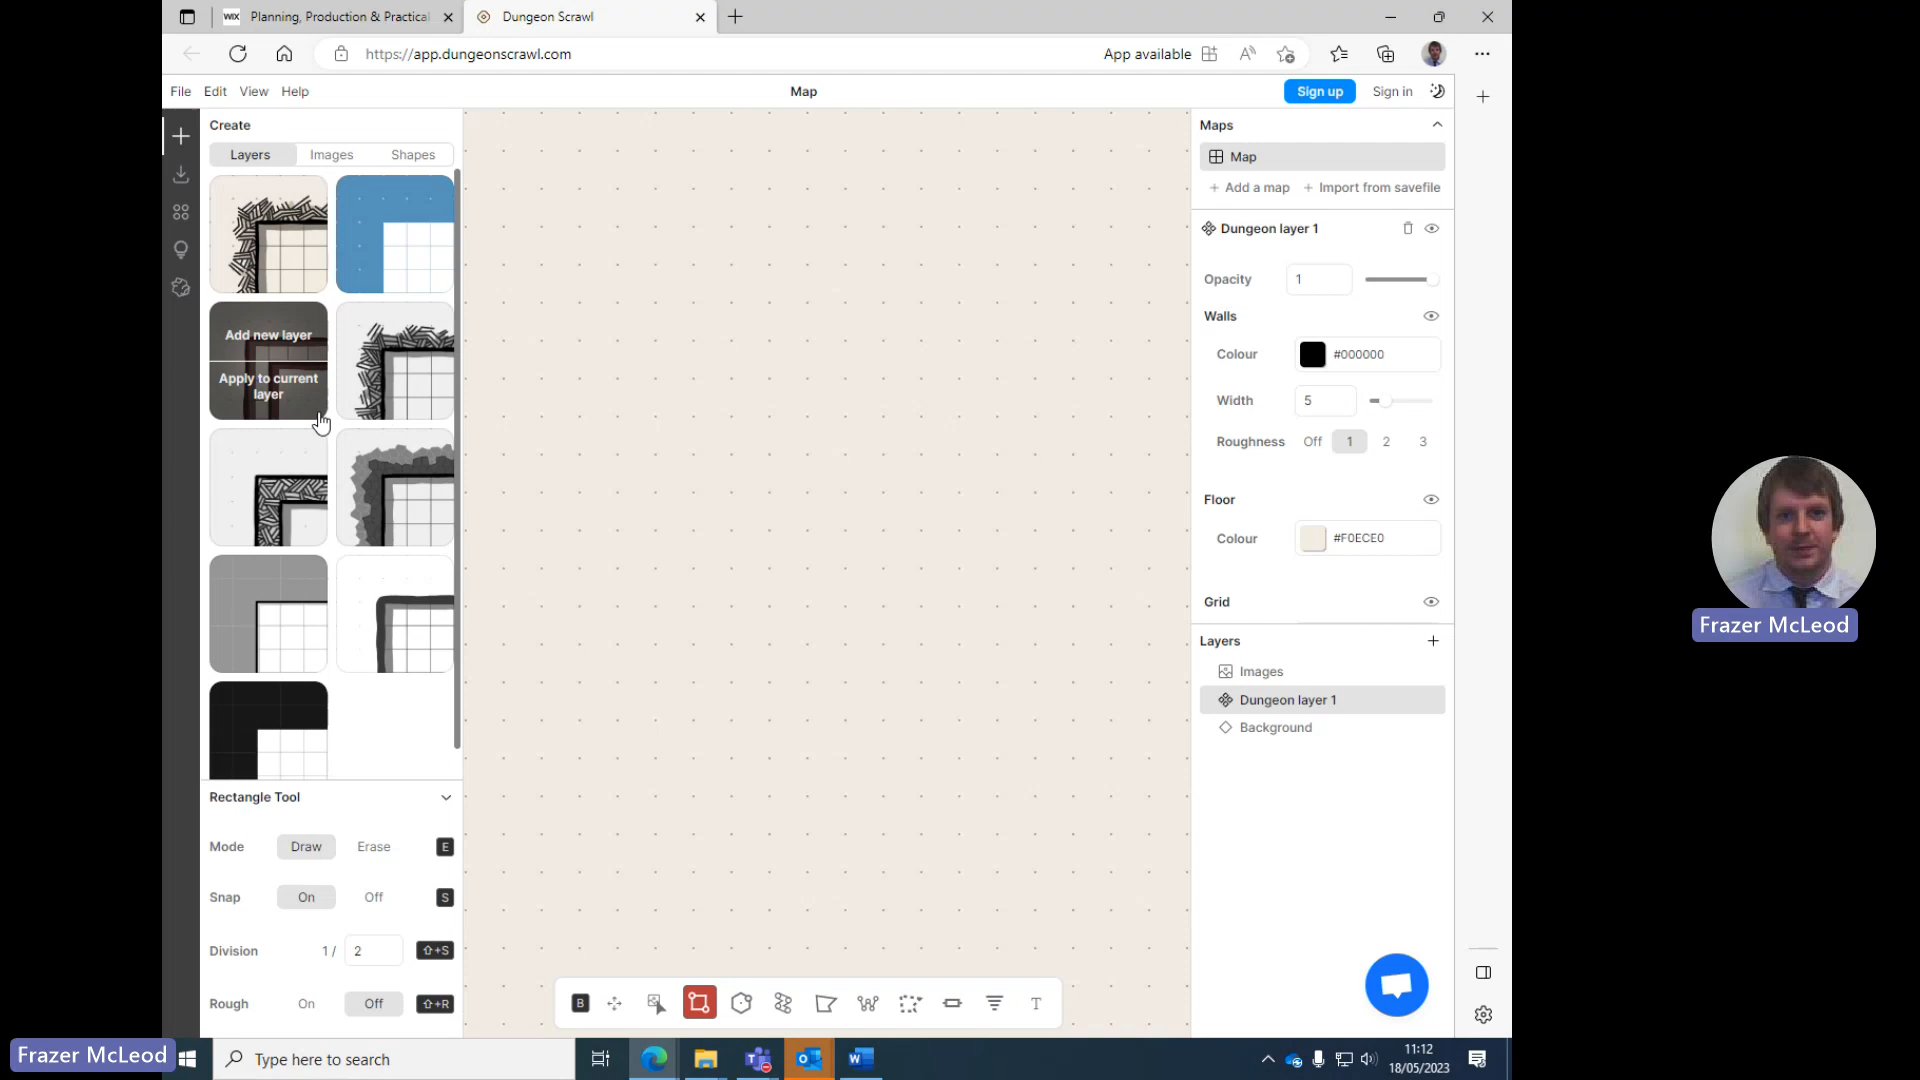 WIX Planning, Production & Practical
Dungeon Scrawl
https://app.dungeonscrawl.com
App available
File Edit View Help
Map
Sign up
Sign in
Create
Layers Images Shapes
Add new layer
Apply to current
layer
Rectangle Tool
Mode Draw Erase E
Snap On Off S
Division 1 / 2 ⇧+S
Rough On Off ⇧+R
B
T
Maps
Map
+ Add a map + Import from savefile
Dungeon layer 1
Opacity 1
Walls
Colour #000000
Width 5
Roughness Off 1 2 3
Floor
Colour #F0ECE0
Grid
Layers
Images
Dungeon layer 1
Background
Frazer McLeod
Frazer McLeod
Type here to search
11:12
18/05/2023